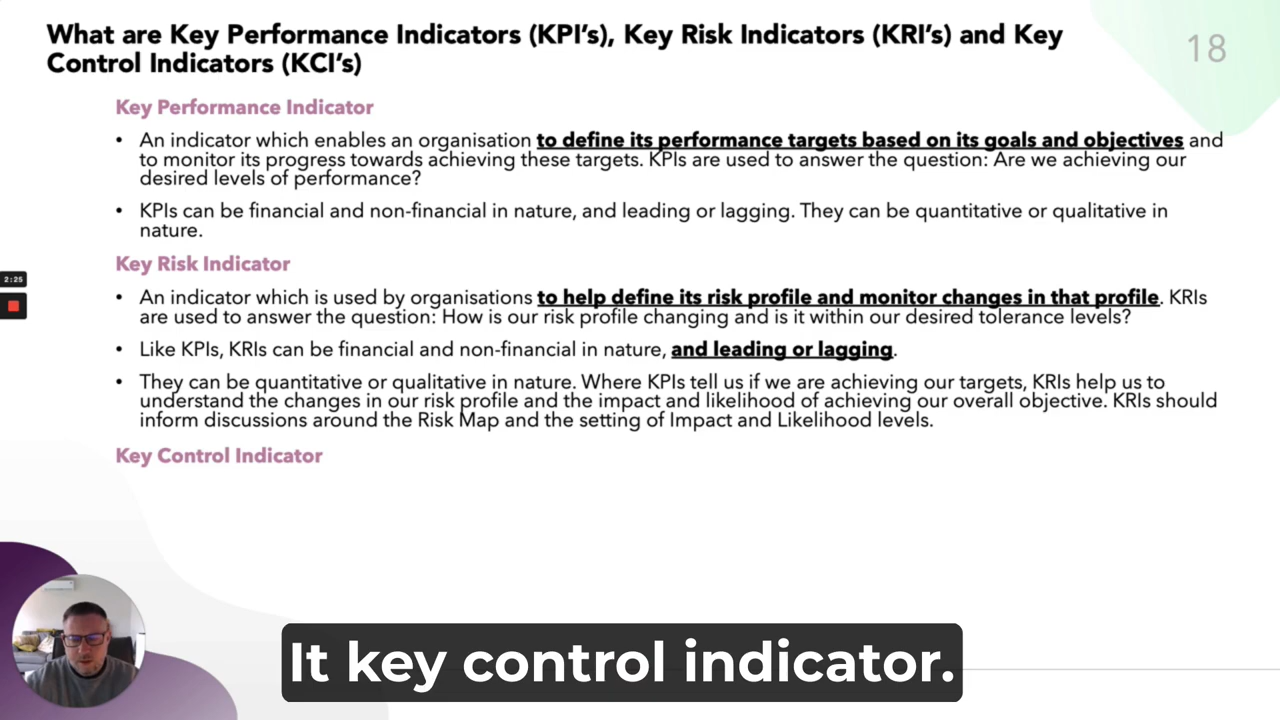 What are Key Performance Indicators (KPI’s), Key Risk Indicators (KRI’s) and Key
Control Indicators (KCI’s)
18
Key Performance Indicator
• An indicator which enables an organisation to define its performance targets based on its goals and objectives and
to monitor its progress towards achieving these targets. KPIs are used to answer the question: Are we achieving our
desired levels of performance?
• KPIs can be financial and non-financial in nature, and leading or lagging. They can be quantitative or qualitative in
nature.
Key Risk Indicator
2:25
• An indicator which is used by organisations to help define its risk profile and monitor changes in that profile. KRIs
are used to answer the question: How is our risk profile changing and is it within our desired tolerance levels?
• Like KPIs, KRIs can be financial and non-financial in nature, and leading or lagging.
• They can be quantitative or qualitative in nature. Where KPIs tell us if we are achieving our targets, KRIs help us to
understand the changes in our risk profile and the impact and likelihood of achieving our overall objective. KRIs should
inform discussions around the Risk Map and the setting of Impact and Likelihood levels.
Key Control Indicator
It key control indicator.